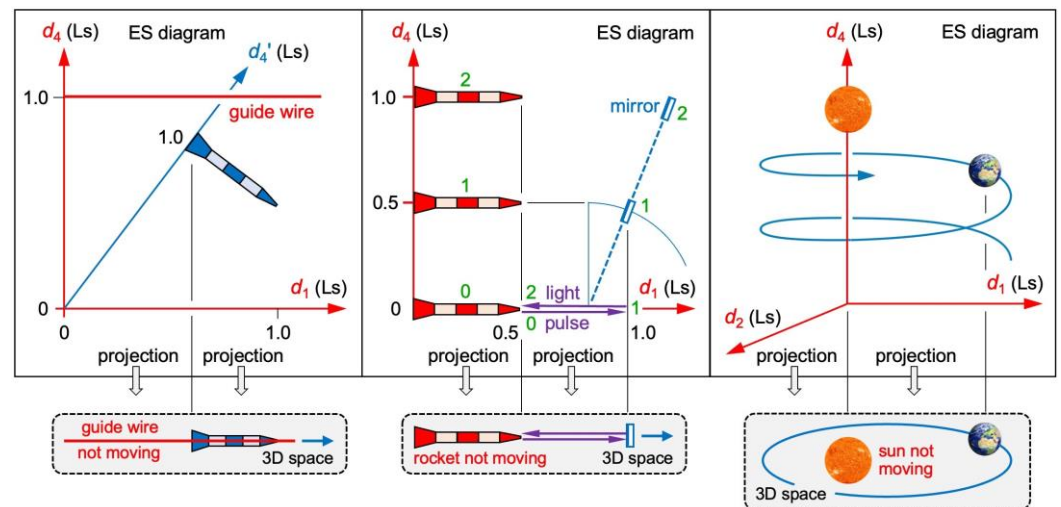 d4 (Ls)
ES diagram
d4' (Ls)
1.0
guide wire
1.0
0
d1 (Ls)
0
1.0
projection
projection
guide wire
not moving
3D space
d4 (Ls)
ES diagram
2
1.0
mirror
2
1
0.5
1
0
2
light
d1 (Ls)
0
0
pulse
1
0.5
1.0
projection
projection
rocket not moving
3D space
d4 (Ls)
ES diagram
d1 (Ls)
d2 (Ls)
projection
projection
sun not
moving
3D space